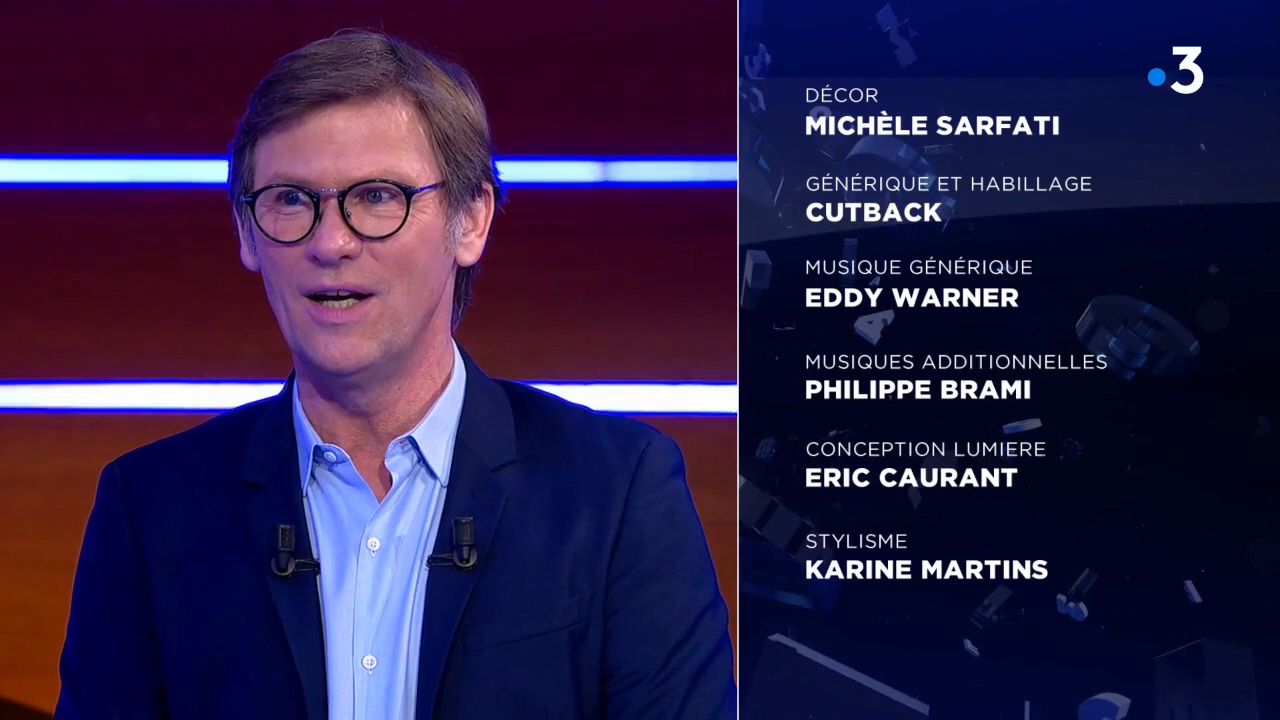 3
DÉCOR
MICHÈLE SARFATI
GÉNÉRIQUE ET HABILLAGE
CUTBACK
MUSIQUE GÉNÉRIQUE
EDDY WARNER
MUSIQUES ADDITIONNELLES
PHILIPPE BRAMI
CONCEPTION LUMIERE
ERIC CAURANT
STYLISME
KARINE MARTINS